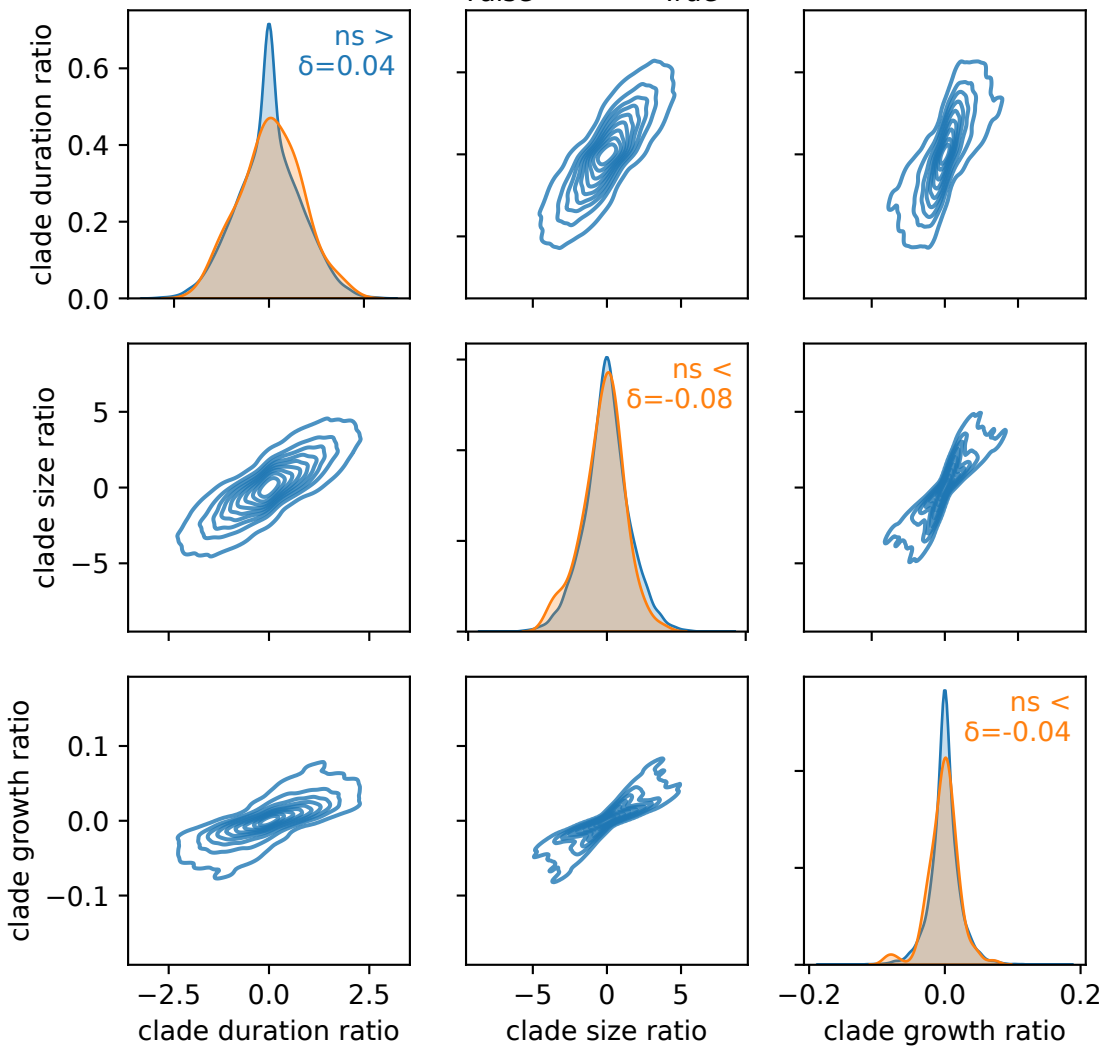 ns >
δ=0.04
clade duration ratio
0.6
0.4
0.2
0.0
ns <
δ=-0.08
clade size ratio
5
0
−5
ns <
δ=-0.04
clade growth ratio
0.1
0.0
−0.1
−2.5 0.0 2.5 −5 0 5 −0.2 0.0 0.2
clade duration ratio clade size ratio clade growth ratio